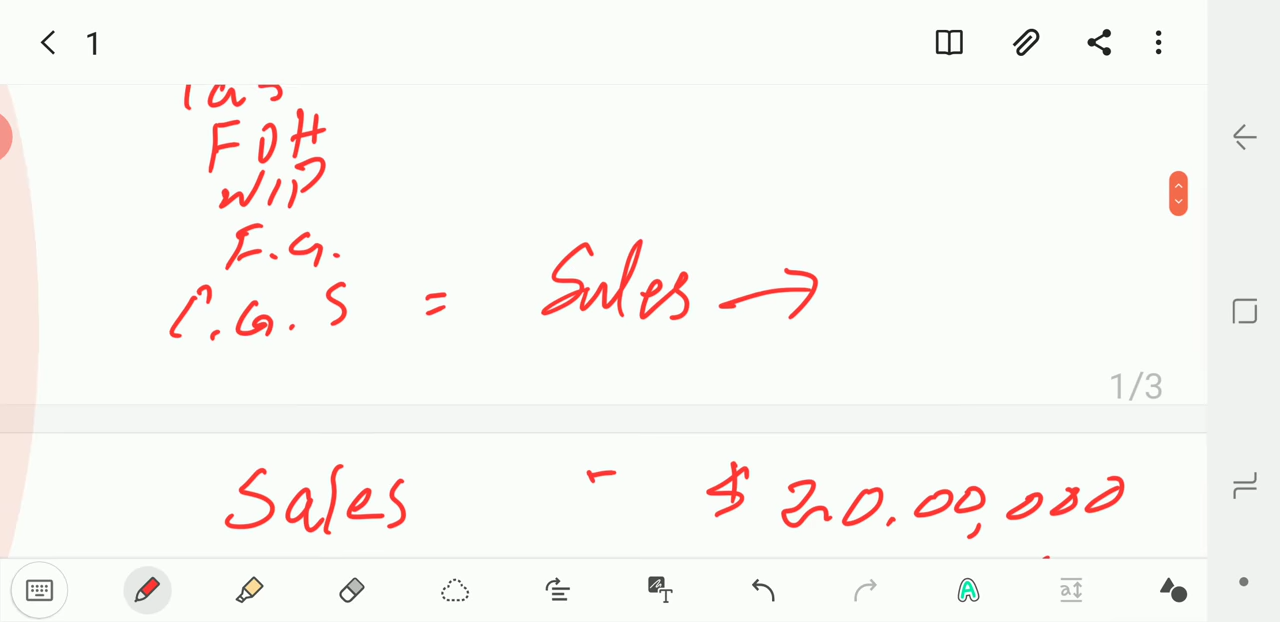 1
FOH
WIP
F.G.
C.G.S = Sales →
1/3
Sales - $ 20.00,000